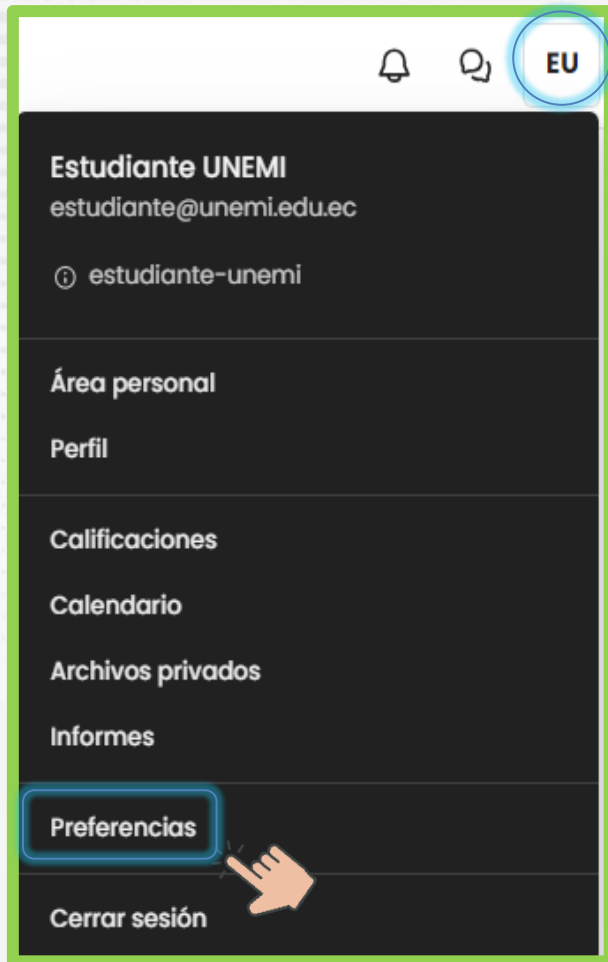 EU
Estudiante UNEMI
estudiante@unemi.edu.ec
estudiante-unemi
Área personal
Perfil
Calificaciones
Calendario
Archivos privados
Informes
Preferencias
Cerrar sesión